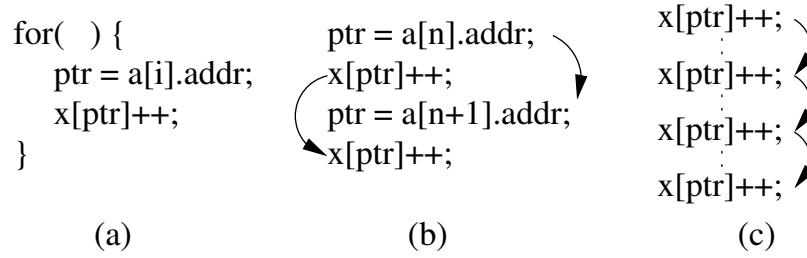 for(   ) {
ptr = a[i].addr;
x[ptr]++;
}
(a)
ptr = a[n].addr;
x[ptr]++;
ptr = a[n+1].addr;
x[ptr]++;
(b)
x[ptr]++;
x[ptr]++;
x[ptr]++;
x[ptr]++;
(c)